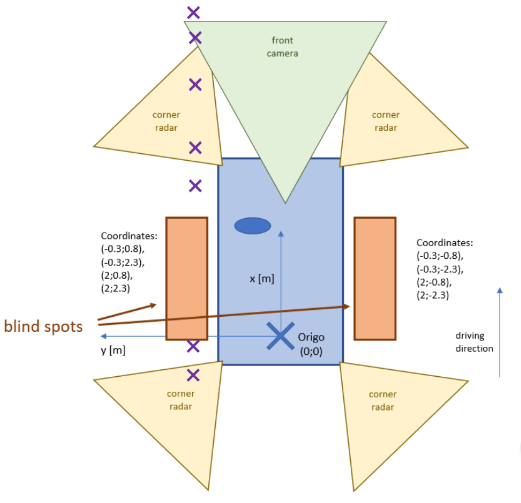 front
camera
corner
radar
corner
radar
Coordinates:
(-0.3;0.8),
(-0.3;2.3),
(2;0.8),
(2;2.3)
Coordinates:
(-0.3;-0.8),
(-0.3;-2.3),
(2;-0.8),
(2;-2.3)
x [m]
blind spots
y [m]
Origo
(0;0)
driving
direction
corner
radar
corner
radar